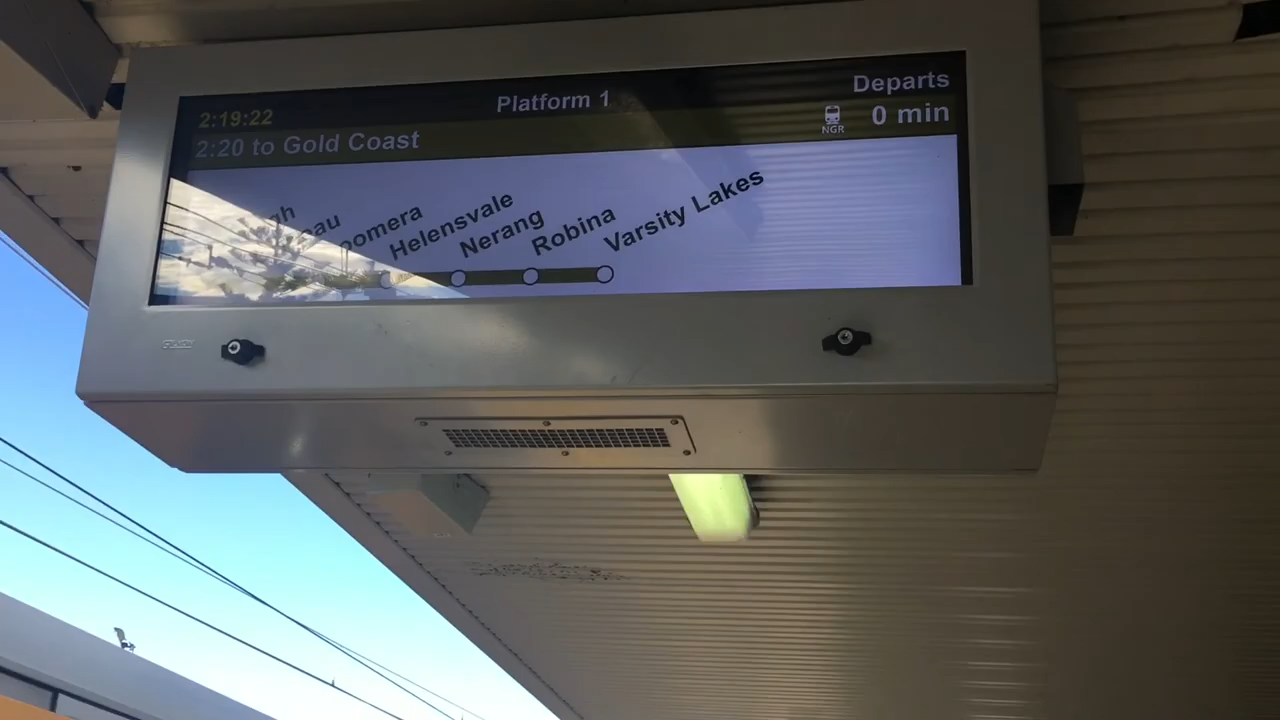 2:19:22
Platform 1
Departs
2:20 to Gold Coast
NGR
0 min
Helensvale
Nerang
Robina
Varsity Lakes